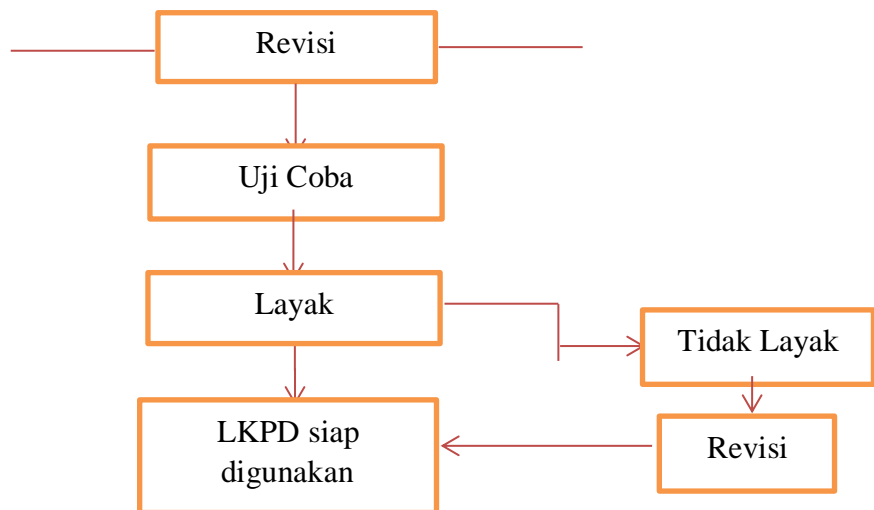 Revisi
Uji Coba
Layak
Tidak Layak
LKPD siap
digunakan
Revisi